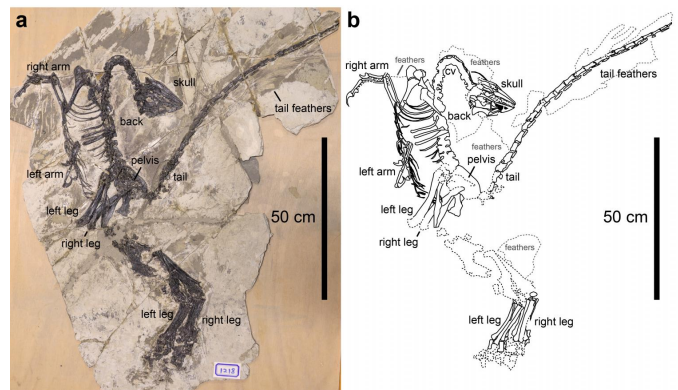 a
right arm
skull
tail feathers
back
left arm
pelvis
tail
left leg
right leg
50 cm
left leg
right leg
1218
b
right arm
feathers
cv
skull
tail feathers
back
feathers
left arm
pelvis
tail
left leg
right leg
feathers
50 cm
left leg
right leg